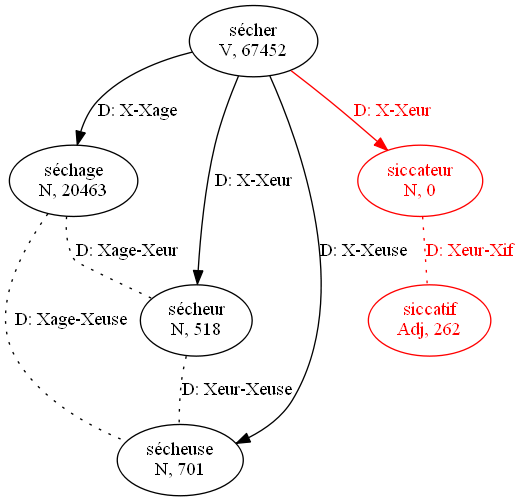 sécher
V, 67452
D: X-Xage
D: X-Xeur
séchage
N, 20463
siccateur
N, 0
D: X-Xeur
D: Xage-Xeur
D: X-Xeuse
D: Xeur-Xif
D: Xage-Xeuse
sécheur
N, 518
siccatif
Adj, 262
D: Xeur-Xeuse
sécheuse
N, 701